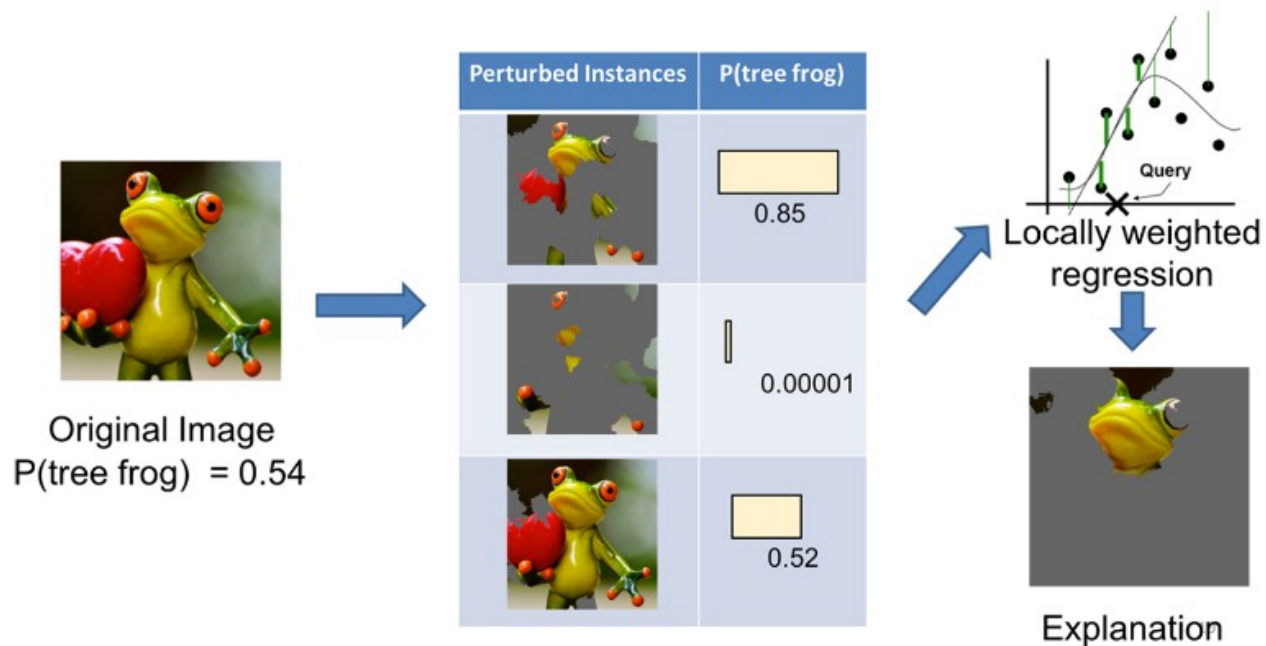 Original Image
P(tree frog) = 0.54
Perturbed Instances
P(tree frog)
0.85
0.00001
0.52
Query
Locally weighted
regression
Explanation